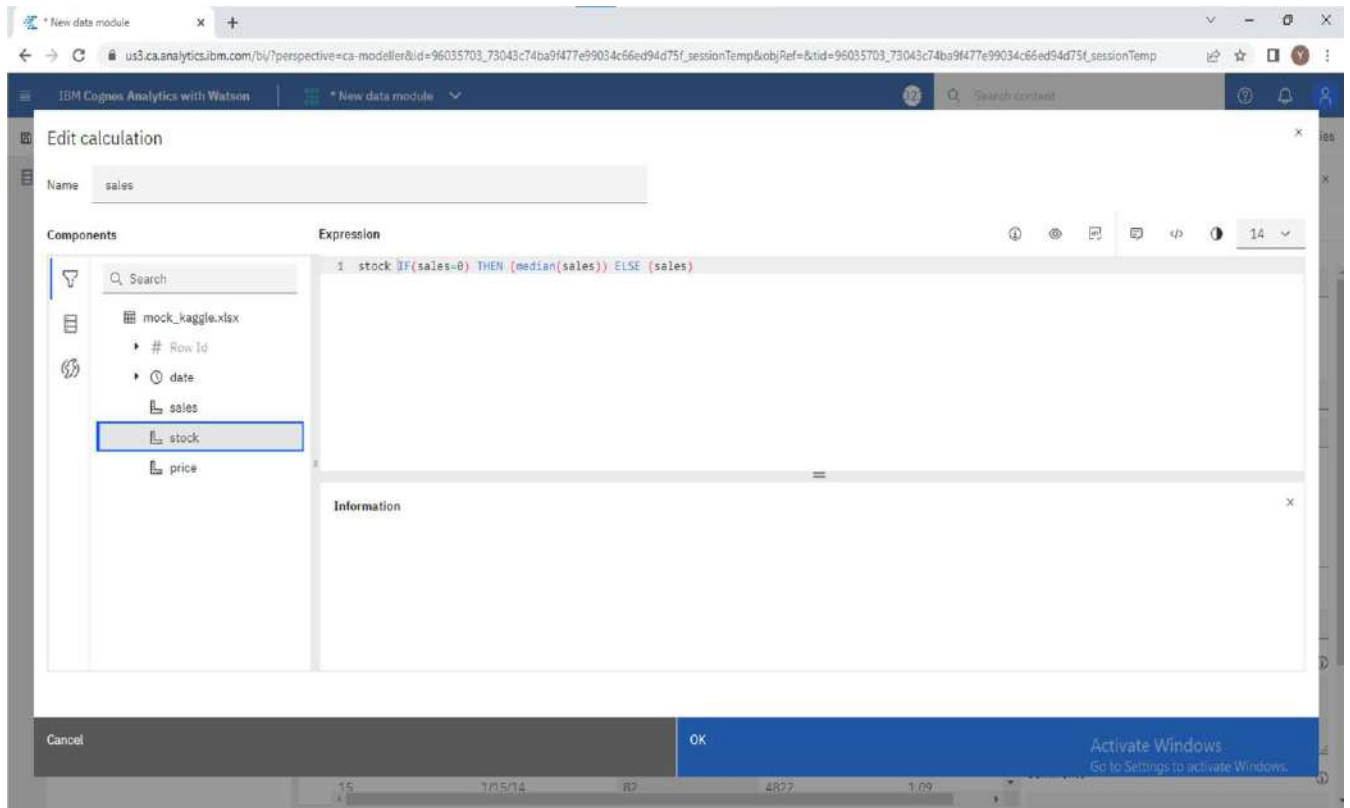 * New data module
us3.ca.analytics.ibm.com/bi/?perspective=ca-modeller&id=96035703_73043c74ba9f477e99034c66ed94d75f_sessionTemp&objRef=&tid=96035703_73043c74ba9f477e99034c66ed94d75f_sessionTemp
IBM Cognos Analytics with Watson
* New data module
Search content
Edit calculation
Name sales
Components
Expression
14
Search
1 stock IF(sales=0) THEN (median(sales)) ELSE (sales)
mock_kaggle.xlsx
# Row Id
date
sales
stock
price
Information
Cancel
OK
Activate Windows
Go to Settings to activate Windows.
15 1/15/14 82 4822 1.09